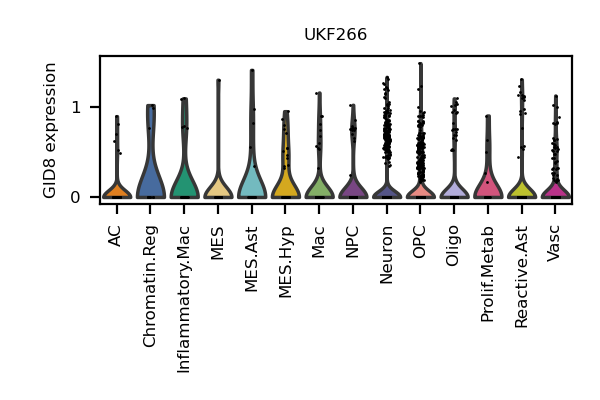 UKF266
GID8 expression
1
0
AC
Chromatin.Reg
Inflammatory.Mac
MES
MES.Ast
MES.Hyp
Mac
NPC
Neuron
OPC
Oligo
Prolif.Metab
Reactive.Ast
Vasc